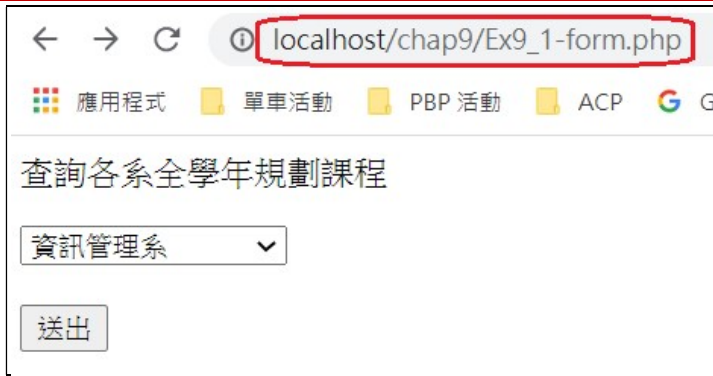 localhost/chap9/Ex9_1-form.php
應用程式 單車活動 PBP 活動 ACP G
查詢各系全學年規劃課程
資訊管理系
送出